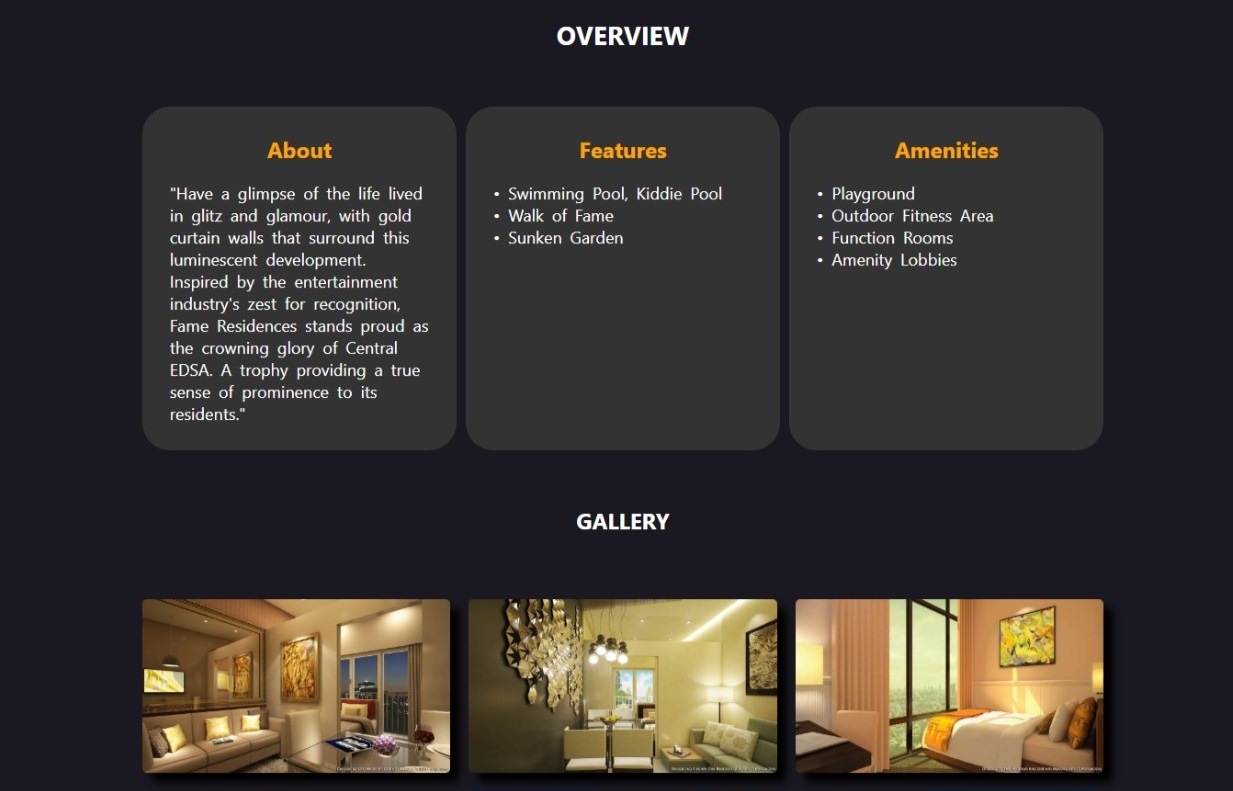 OVERVIEW
About
"Have a glimpse of the life lived
in glitz and glamour, with gold
curtain walls that surround this
luminescent development.
Inspired by the entertainment
industry's zest for recognition,
Fame Residences stands proud as
the crowning glory of Central
EDSA. A trophy providing a true
sense of prominence to its
residents."
Features
• Swimming Pool, Kiddie Pool
• Walk of Fame
• Sunken Garden
Amenities
• Playground
• Outdoor Fitness Area
• Function Rooms
• Amenity Lobbies
GALLERY